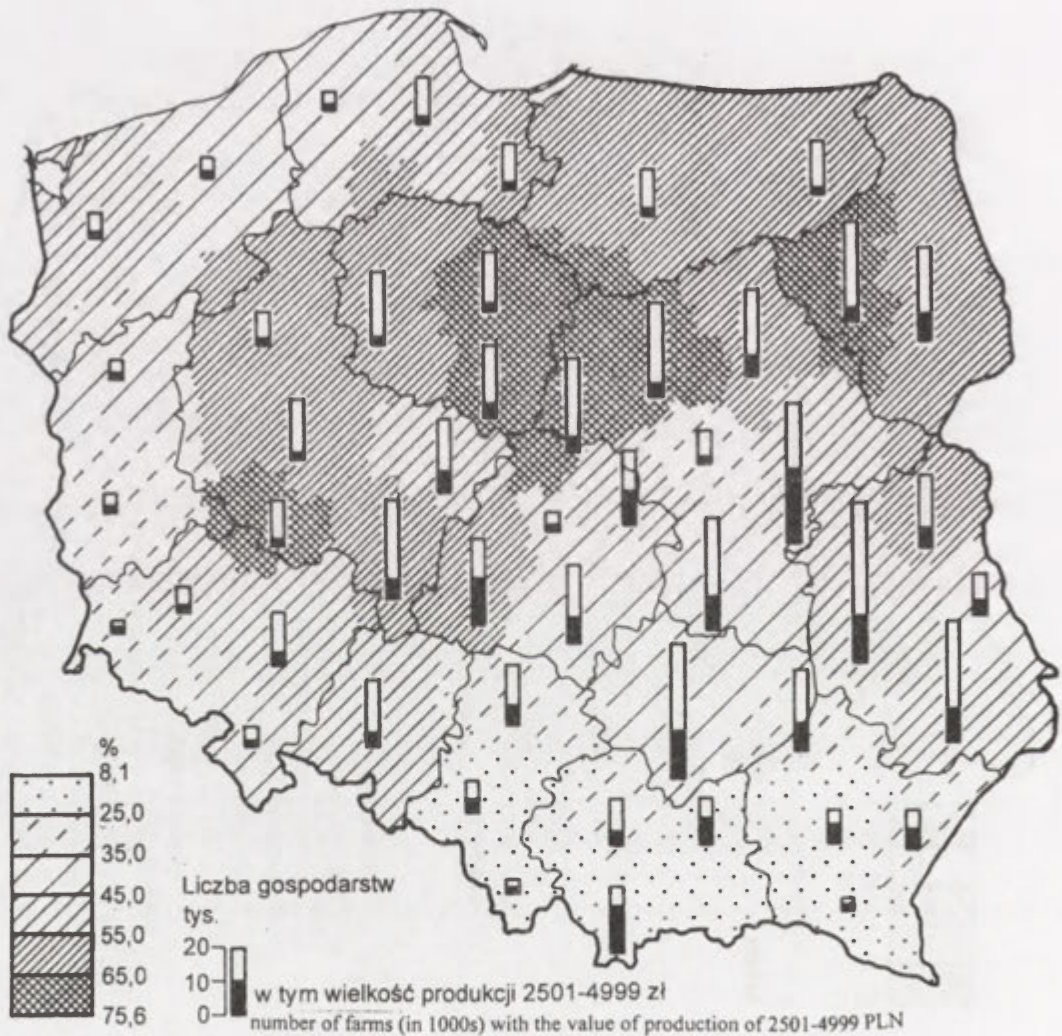 %
8,1
25,0
35,0
45,0
55,0
65,0
75,6
Liczba gospodarstw
tys.
20
10
0
w tym wielkość produkcji 2501-4999 zł
number of farms (in 1000s) with the value of production of 2501-4999 PLN